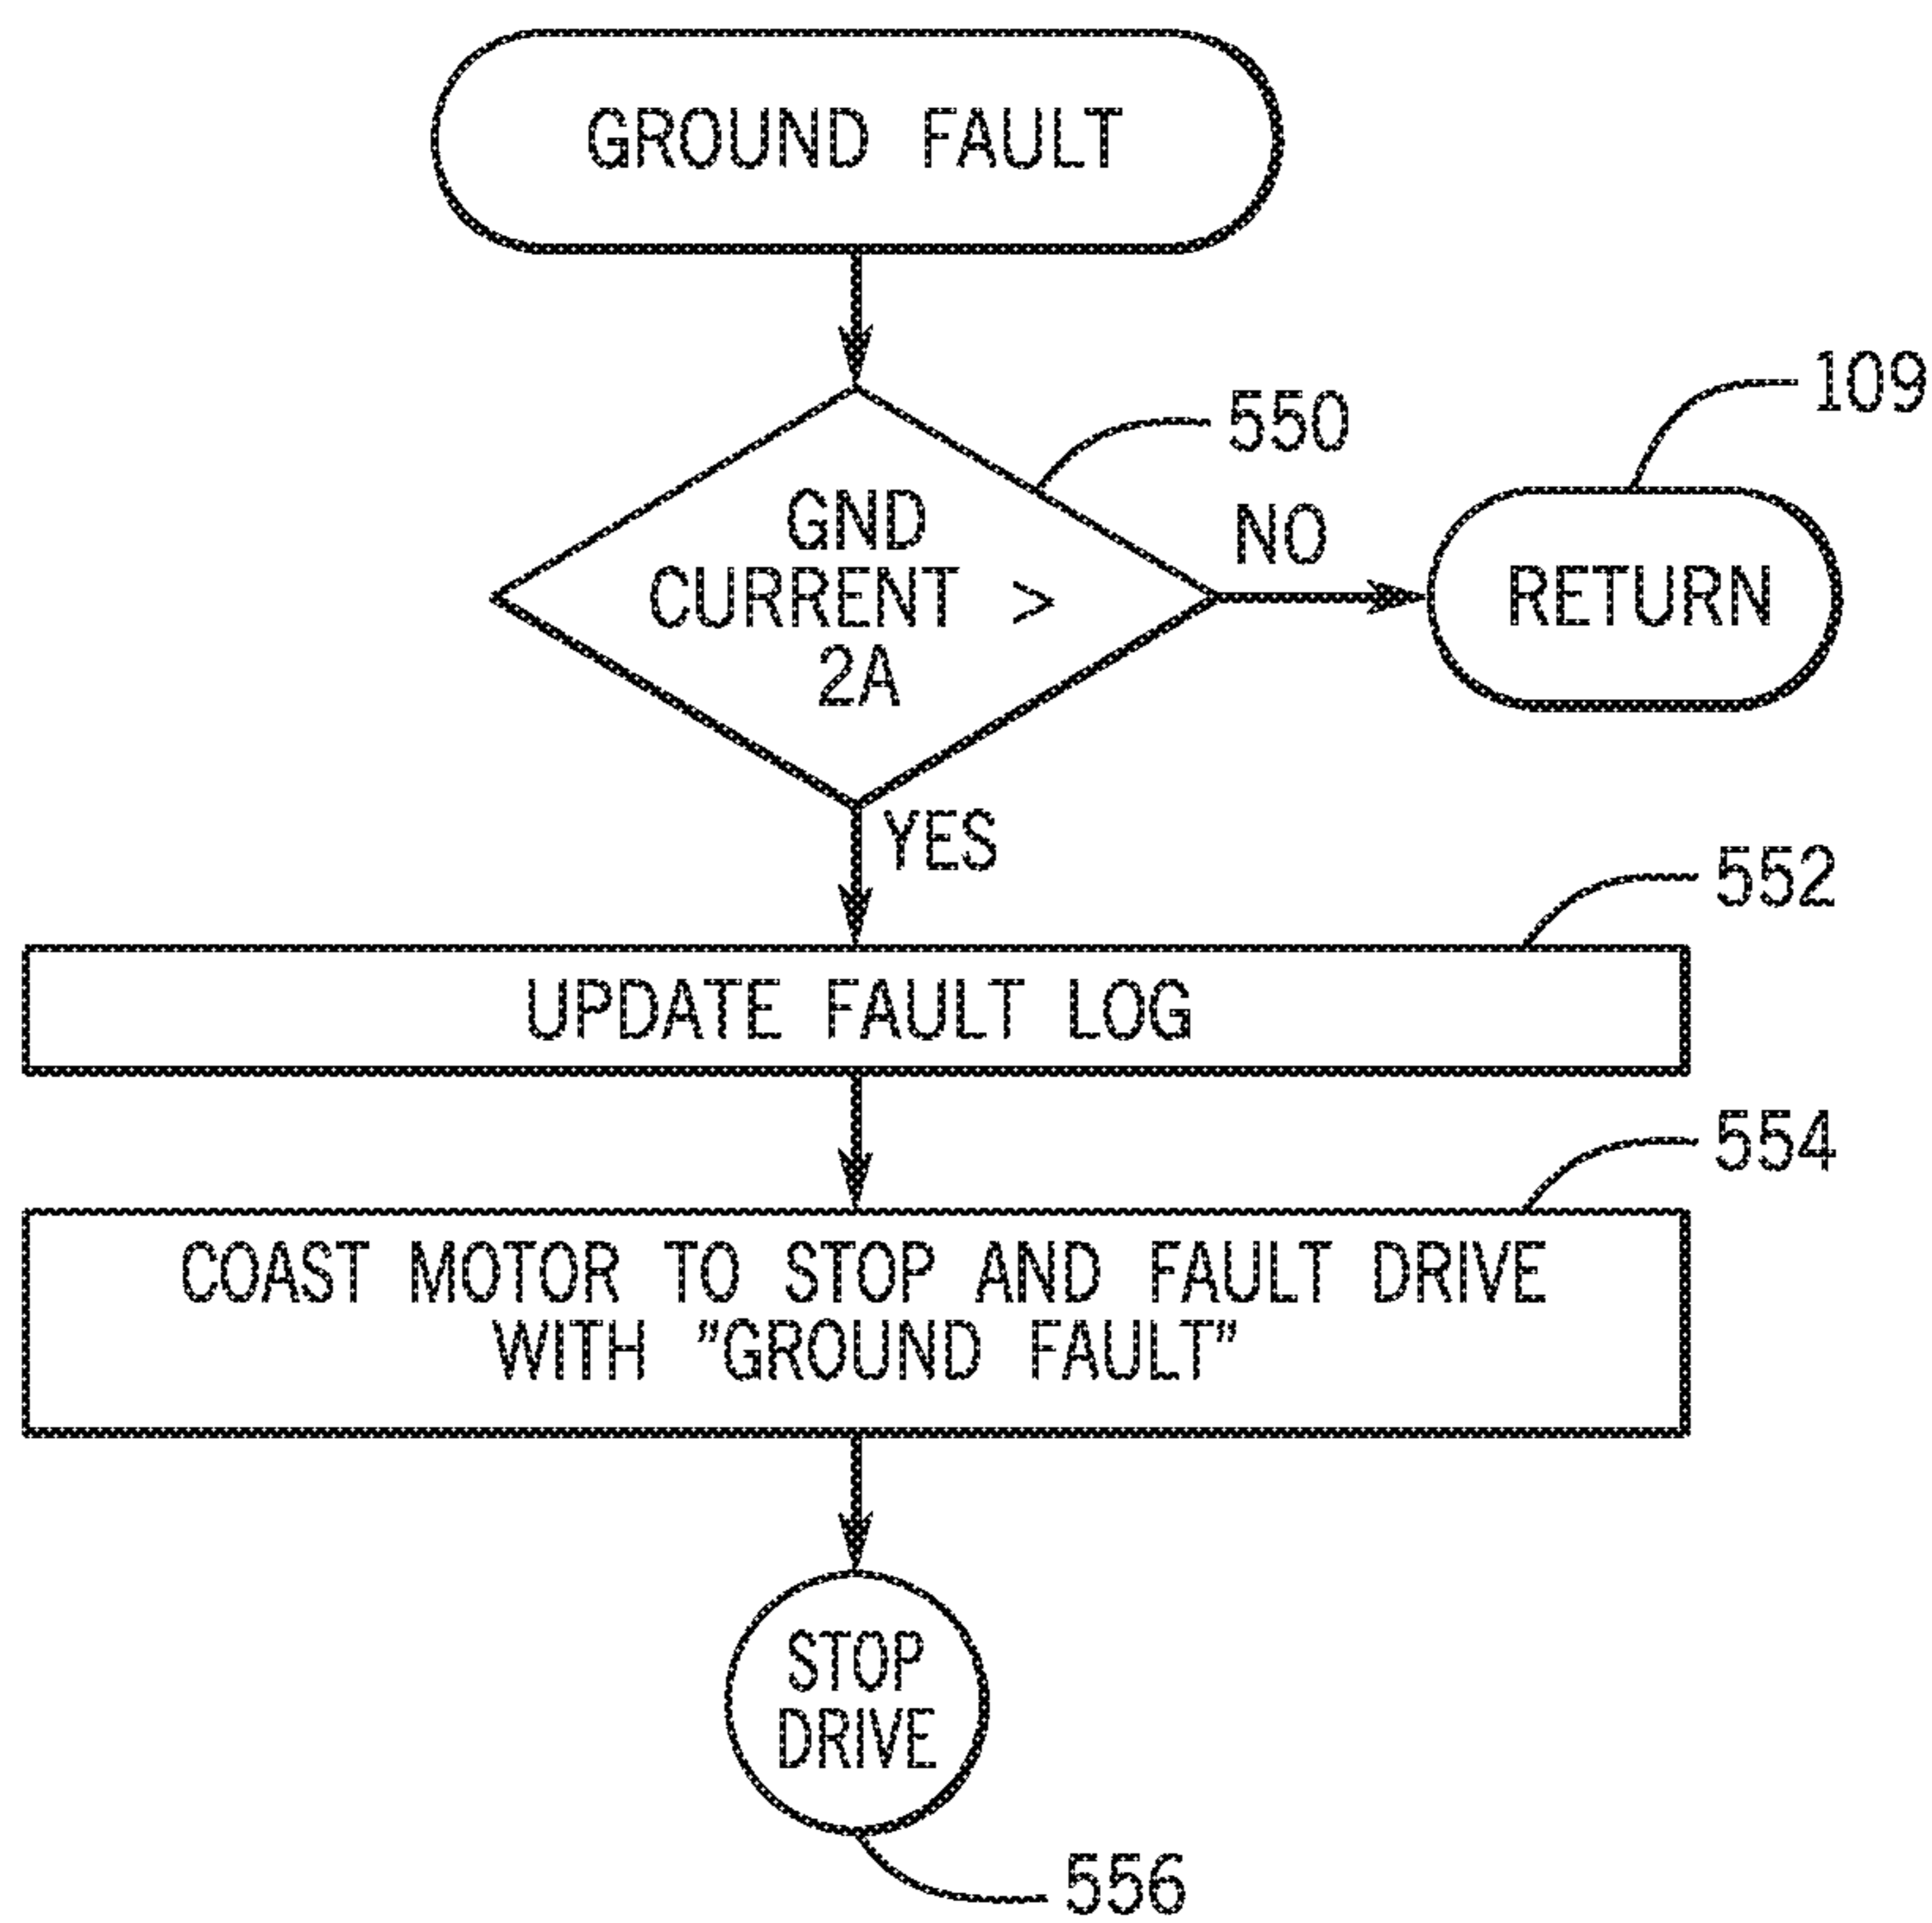 GROUND FAULT
109
550
GND
CURRENT >
2A
NO
RETURN
YES
552
UPDATE FAULT LOG
554
COAST MOTOR TO STOP AND FAULT DRIVE
WITH "GROUND FAULT"
STOP
DRIVE
556